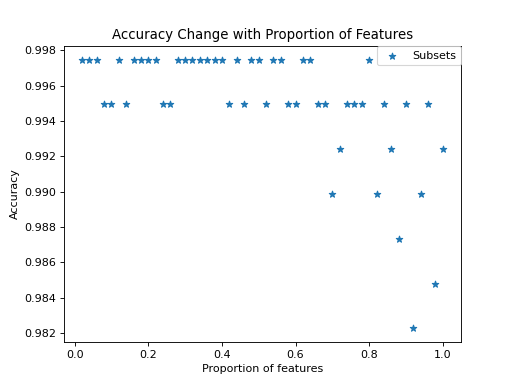 Accuracy Change with Proportion of Features
Subsets
Accuracy
0.998
0.996
0.994
0.992
0.990
0.988
0.986
0.984
0.982
0.0 0.2 0.4 0.6 0.8 1.0
Proportion of features